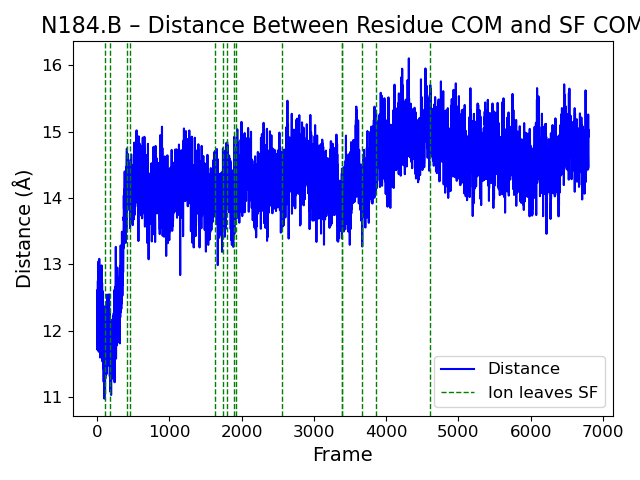 N184.B – Distance Between Residue COM and SF COM
16
15
14
13
12
11
Distance (Å)
Distance
Ion leaves SF
0 1000 2000 3000 4000 5000 6000 7000
Frame